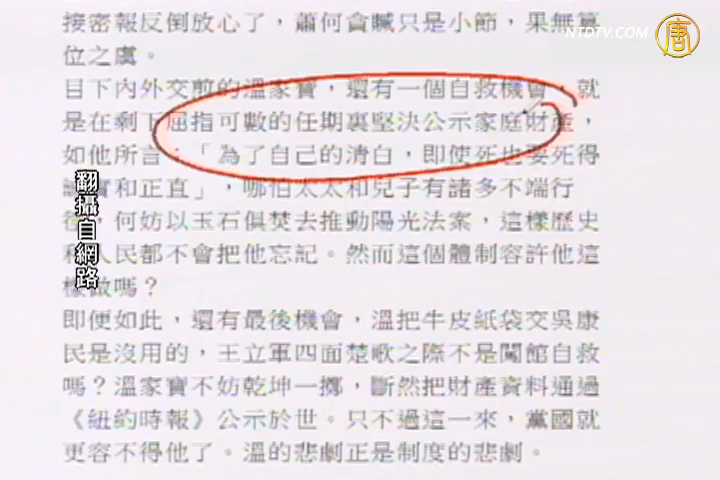 接密報反倒放心了，蕭何貪贓只是小節，果無篡
位之虞。
目下內外交煎的溫家寶，還有一個自救機會，就
是在剩下屈指可數的任期裏堅決公示家庭財產，
如他所言：「為了自己的清白，即使死也要死得
誠實和正直」，哪怕太太和兒子有諸多不端行
徑，何妨以玉石俱焚去推動陽光法案，這樣歷史
和人民都不會把他忘記。然而這個體制容許他這
樣做嗎？
即便如此，還有最後機會，溫把牛皮紙袋交吳康
民是沒用的，王立軍四面楚歌之際不是闖館自救
嗎？溫家寶不妨乾坤一擲，斷然把財產資料通過
《紐約時報》公示於世。只不過這一來，黨國就
更容不得他了。溫的悲劇正是制度的悲劇。
翻攝自網路
NTDTV.COM
唐